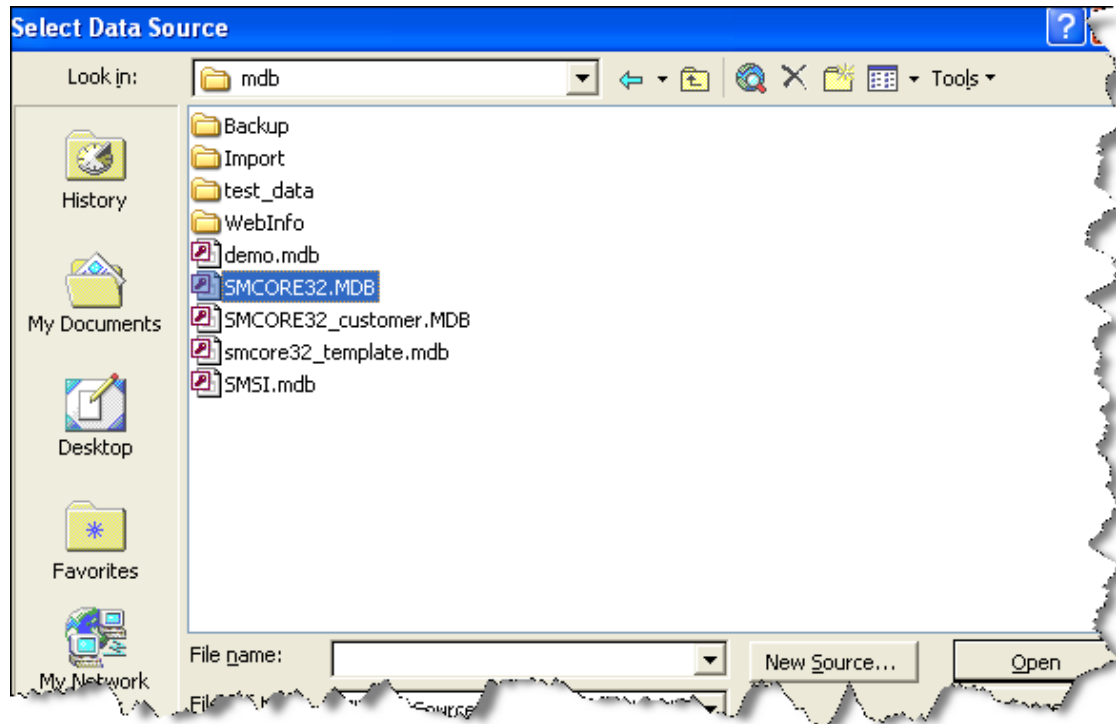 Select Data Source
Look in: mdb Tools
Backup
Import
test_data
WebInfo
demo.mdb
SMCORE32.MDB
SMCORE32_customer.MDB
smcore32_template.mdb
SMSI.mdb
History
My Documents
Desktop
Favorites
My Network
File name: New Source... Open
Source